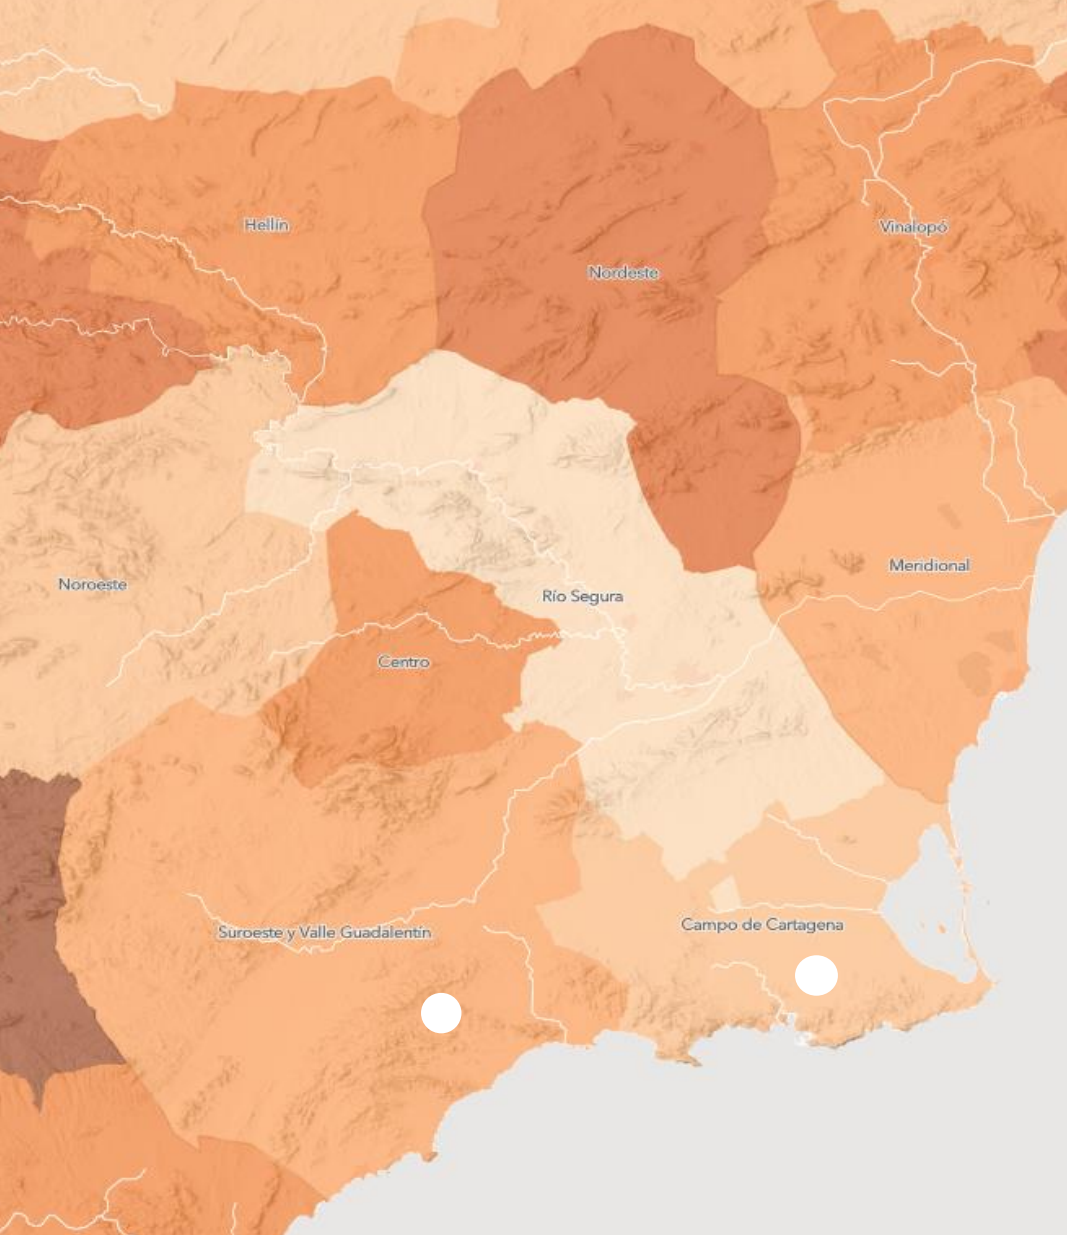 Hellín
Vinalopó
Nordeste
Meridional
Noroeste
Río Segura
Centro
Campo de Cartagena
Suroeste y Valle Guadalentín